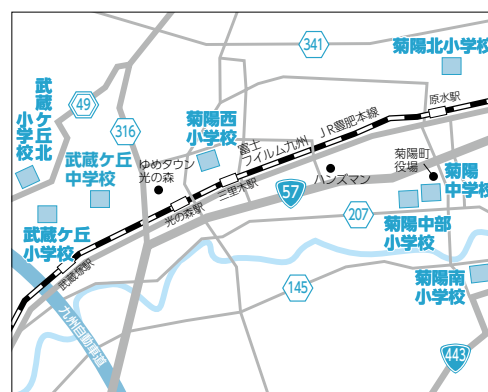 341
菊陽北小学校
武蔵ケ丘北
小学校
49
316
菊陽西
小学校
富士
フイルム九州
JR豊肥本線
原水駅
武蔵ケ丘
中学校
ゆめタウン
光の森
三里木駅
光の森駅
ハンズマン
57
菊陽町
役場
菊陽
中学校
207
菊陽中部
小学校
武蔵ケ丘
小学校
武蔵塚駅
九州自動車道
145
菊陽南
小学校
443